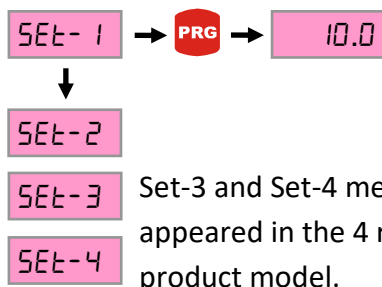 SEt- 1 PRG 10.0
SEt-2
SEt-3
Set-3 and Set-4 me
appeared in the 4 r
SEt-4
product model.